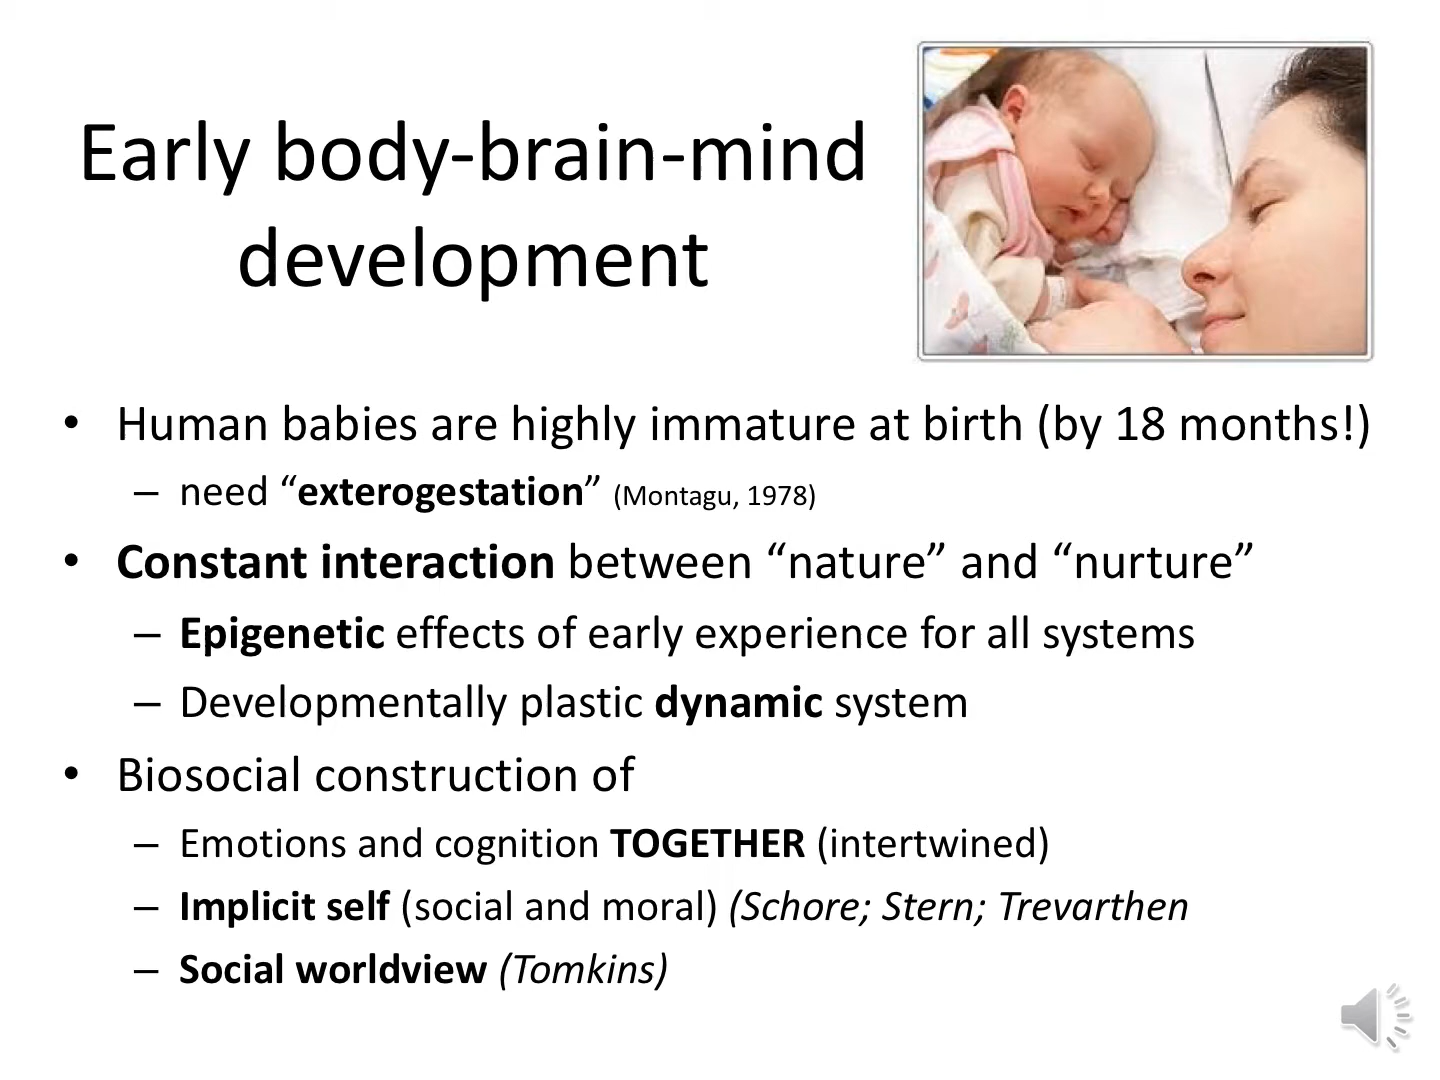 Early body-brain-mind
development
• Human babies are highly immature at birth (by 18 months!)
– need “exterogestation” (Montagu, 1978)
• Constant interaction between “nature” and “nurture”
– Epigenetic effects of early experience for all systems
– Developmentally plastic dynamic system
• Biosocial construction of
– Emotions and cognition TOGETHER (intertwined)
– Implicit self (social and moral) (Schore; Stern; Trevarthen
– Social worldview (Tomkins)